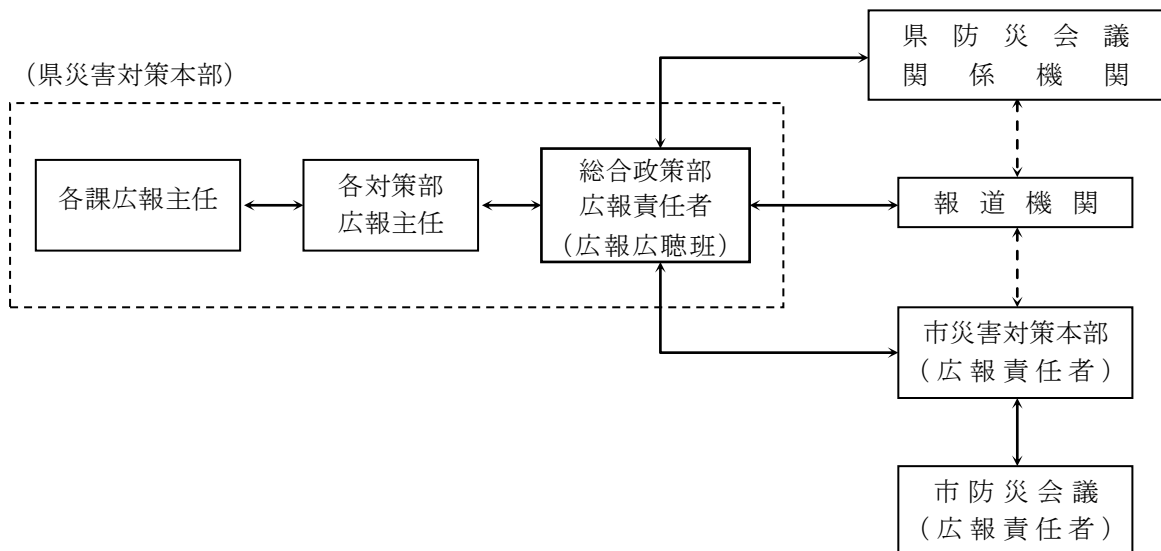 県防災会議
関係機関
（県災害対策本部）
各課広報主任
各対策部
広報主任
総合政策部
広報責任者
（広報広聴班）
報道機関
市災害対策本部
（広報責任者）
市防災会議
（広報責任者）